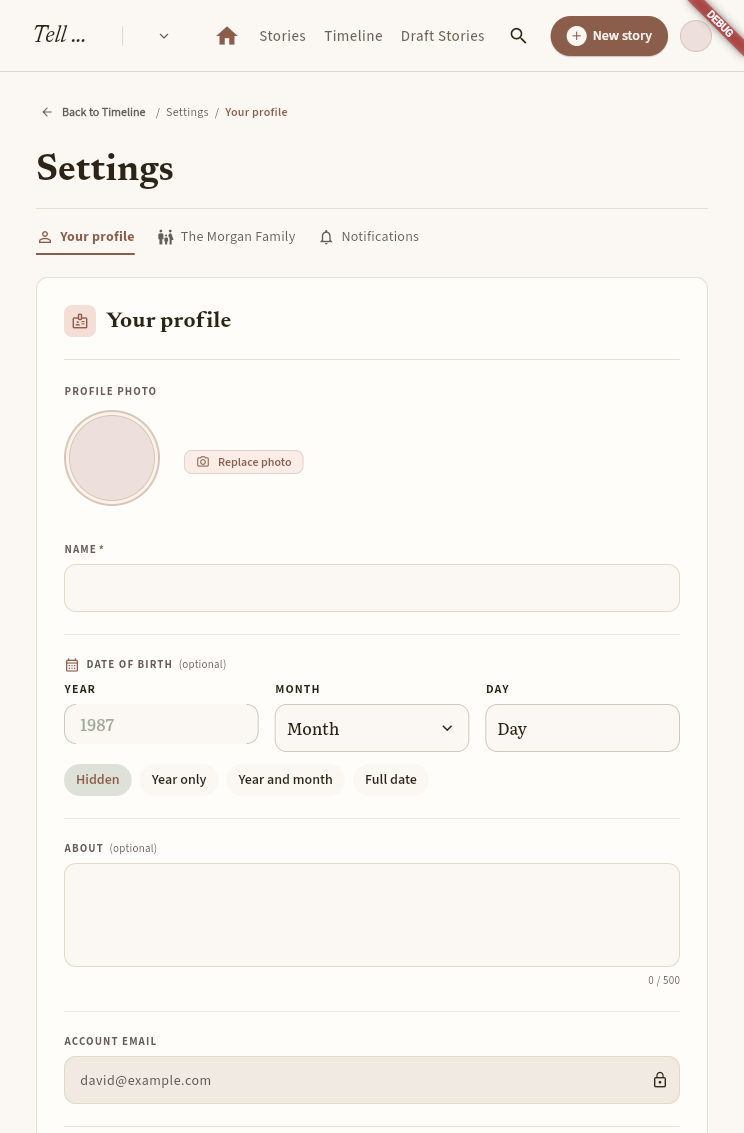 Tell ...
Stories
Timeline
Draft Stories
New story
DEBUG
Back to Timeline / Settings / Your profile
Settings
Your profile
The Morgan Family
Notifications
Your profile
PROFILE PHOTO
Replace photo
NAME *
DATE OF BIRTH (optional)
YEAR MONTH DAY
1987 Month Day
Hidden Year only Year and month Full date
ABOUT (optional)
0 / 500
ACCOUNT EMAIL
david@example.com